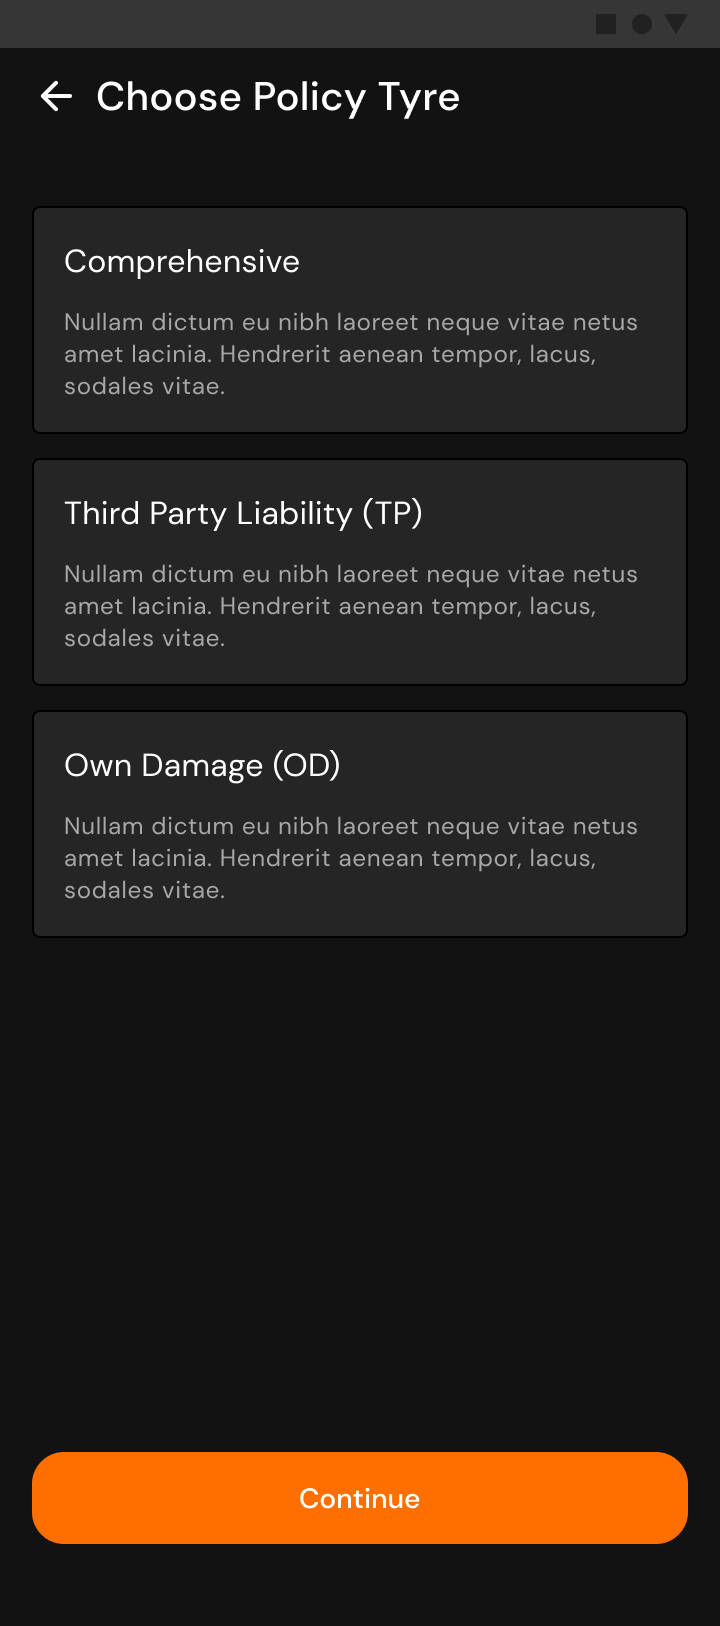 Choose Policy Tyre
Comprehensive
Nullam dictum eu nibh laoreet neque vitae netus
amet lacinia. Hendrerit aenean tempor, lacus,
sodales vitae.
Third Party Liability (TP)
Nullam dictum eu nibh laoreet neque vitae netus
amet lacinia. Hendrerit aenean tempor, lacus,
sodales vitae.
Own Damage (OD)
Nullam dictum eu nibh laoreet neque vitae netus
amet lacinia. Hendrerit aenean tempor, lacus,
sodales vitae.
Continue